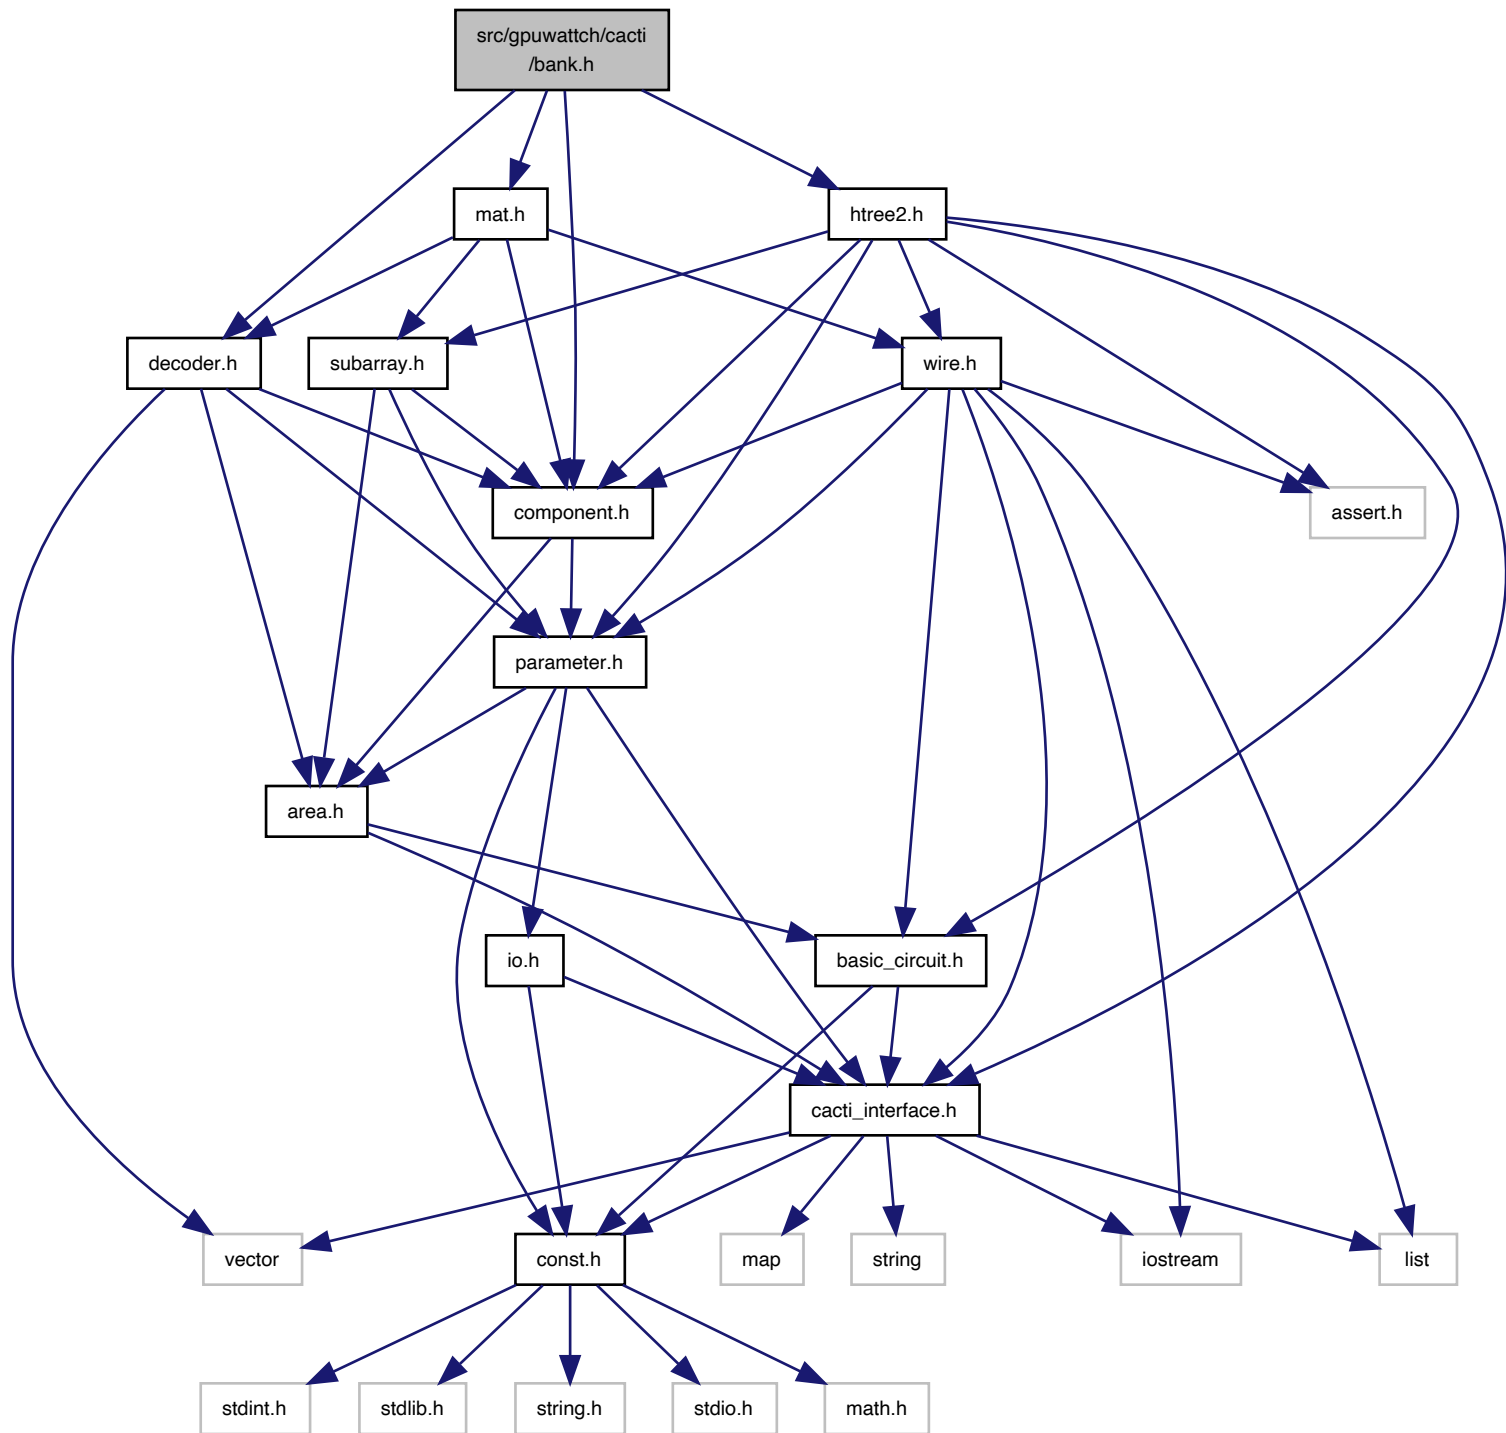 src/gpuwattch/cacti
/bank.h
mat.h
htree2.h
decoder.h
subarray.h
wire.h
component.h
assert.h
parameter.h
area.h
io.h
basic_circuit.h
cacti_interface.h
vector
const.h
map
string
iostream
list
stdint.h
stdlib.h
string.h
stdio.h
math.h